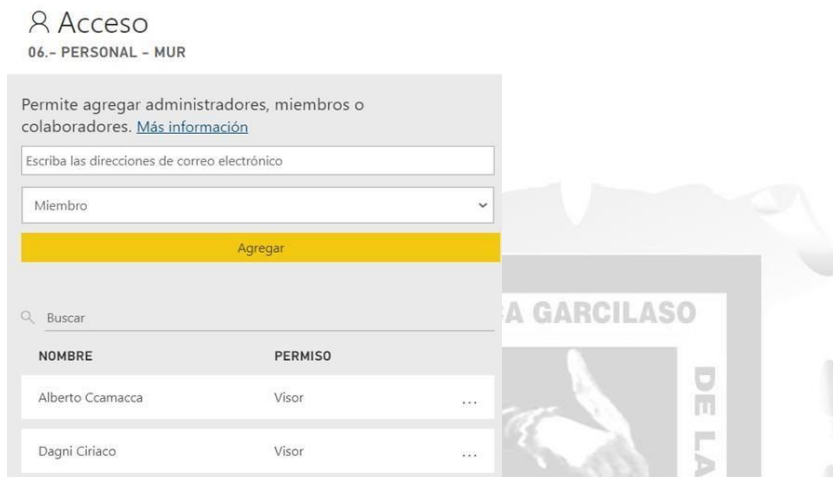 Acceso
06.- PERSONAL - MUR
Permite agregar administradores, miembros o
colaboradores. Más información
Escriba las direcciones de correo electrónico
Miembro
Agregar
Buscar
NOMBRE PERMISO
Alberto Ccamacca Visor ...
Dagni Ciriaco Visor ...
A GARCILASO
DE LA